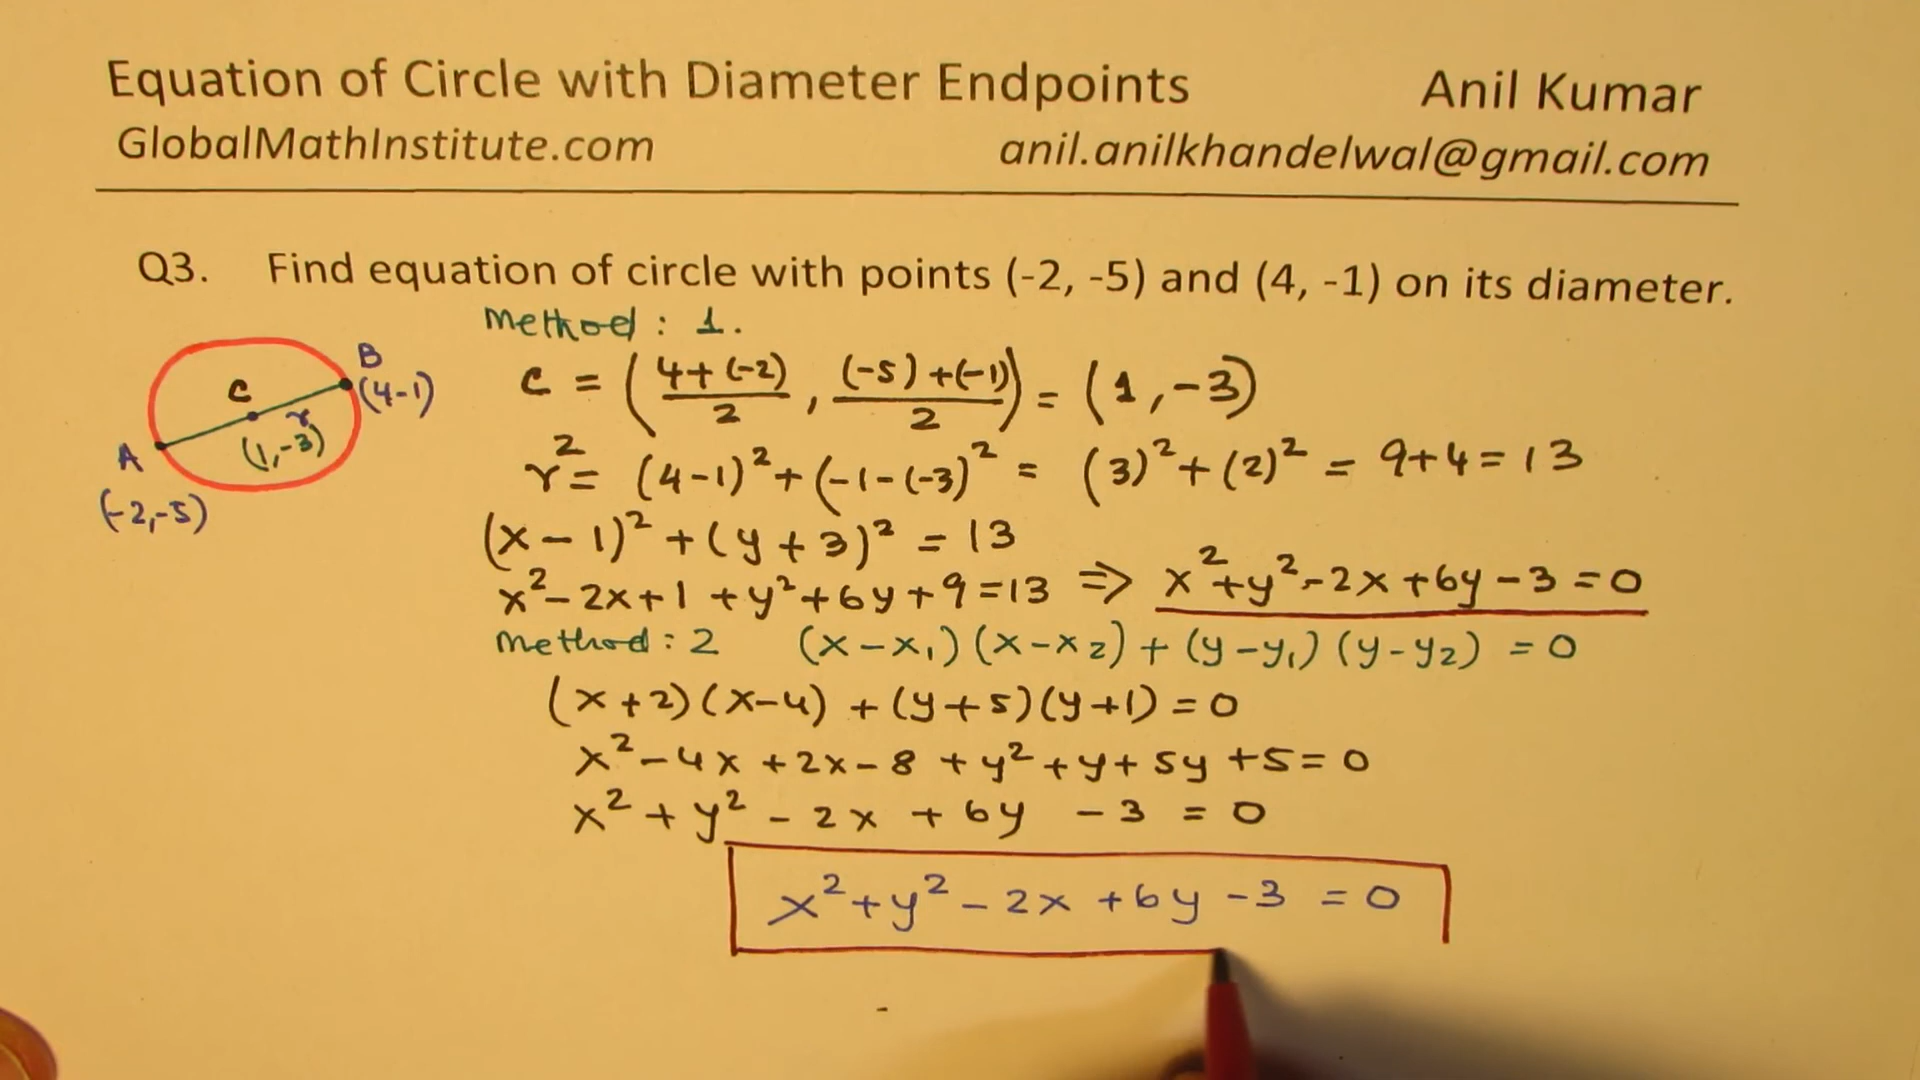 Equation of Circle with Diameter Endpoints Anil Kumar
GlobalMathInstitute.com anil.anilkhandelwal@gmail.com
Q3. Find equation of circle with points (-2, -5) and (4, -1) on its diameter.
Method : 1.
B
(4-1)
C
r
(1,-3)
A
(-2,-5)
C = ( 4+(-2)/2 , (-5)+(-1)/2 ) = (1,-3)
r² = (4-1)² + (-1-(-3)² = (3)² + (2)² = 9+4 = 13
(x-1)² + (y+3)² = 13
x² - 2x + 1 + y² + 6y + 9 = 13 ⇒ x² + y² - 2x + 6y - 3 = 0
Method : 2 (x-x₁)(x-x₂) + (y-y₁)(y-y₂) = 0
(x+2)(x-4) + (y+5)(y+1) = 0
x² - 4x + 2x - 8 + y² + y + 5y + 5 = 0
x² + y² - 2x + 6y - 3 = 0
x² + y² - 2x + 6y - 3 = 0